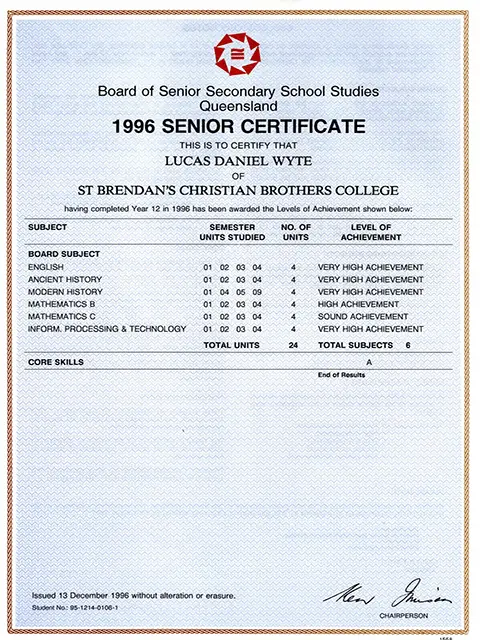 Board of Senior Secondary School Studies
Queensland
1996 SENIOR CERTIFICATE
THIS IS TO CERTIFY THAT
LUCAS DANIEL WYTE
OF
ST BRENDAN'S CHRISTIAN BROTHERS COLLEGE
having completed Year 12 in 1996 has been awarded the Levels of Achievement shown below:
SUBJECT SEMESTER UNITS STUDIED NO. OF UNITS LEVEL OF ACHIEVEMENT
BOARD SUBJECT
ENGLISH 01 02 03 04 4 VERY HIGH ACHIEVEMENT
ANCIENT HISTORY 01 02 03 04 4 VERY HIGH ACHIEVEMENT
MODERN HISTORY 01 04 05 09 4 VERY HIGH ACHIEVEMENT
MATHEMATICS B 01 02 03 04 4 HIGH ACHIEVEMENT
MATHEMATICS C 01 02 03 04 4 SOUND ACHIEVEMENT
INFORM. PROCESSING & TECHNOLOGY 01 02 03 04 4 VERY HIGH ACHIEVEMENT
TOTAL UNITS 24 TOTAL SUBJECTS 6
CORE SKILLS A
End of Results
Issued 13 December 1996 without alteration or erasure.
Student No.: 95-1214-0106-1
CHAIRPERSON